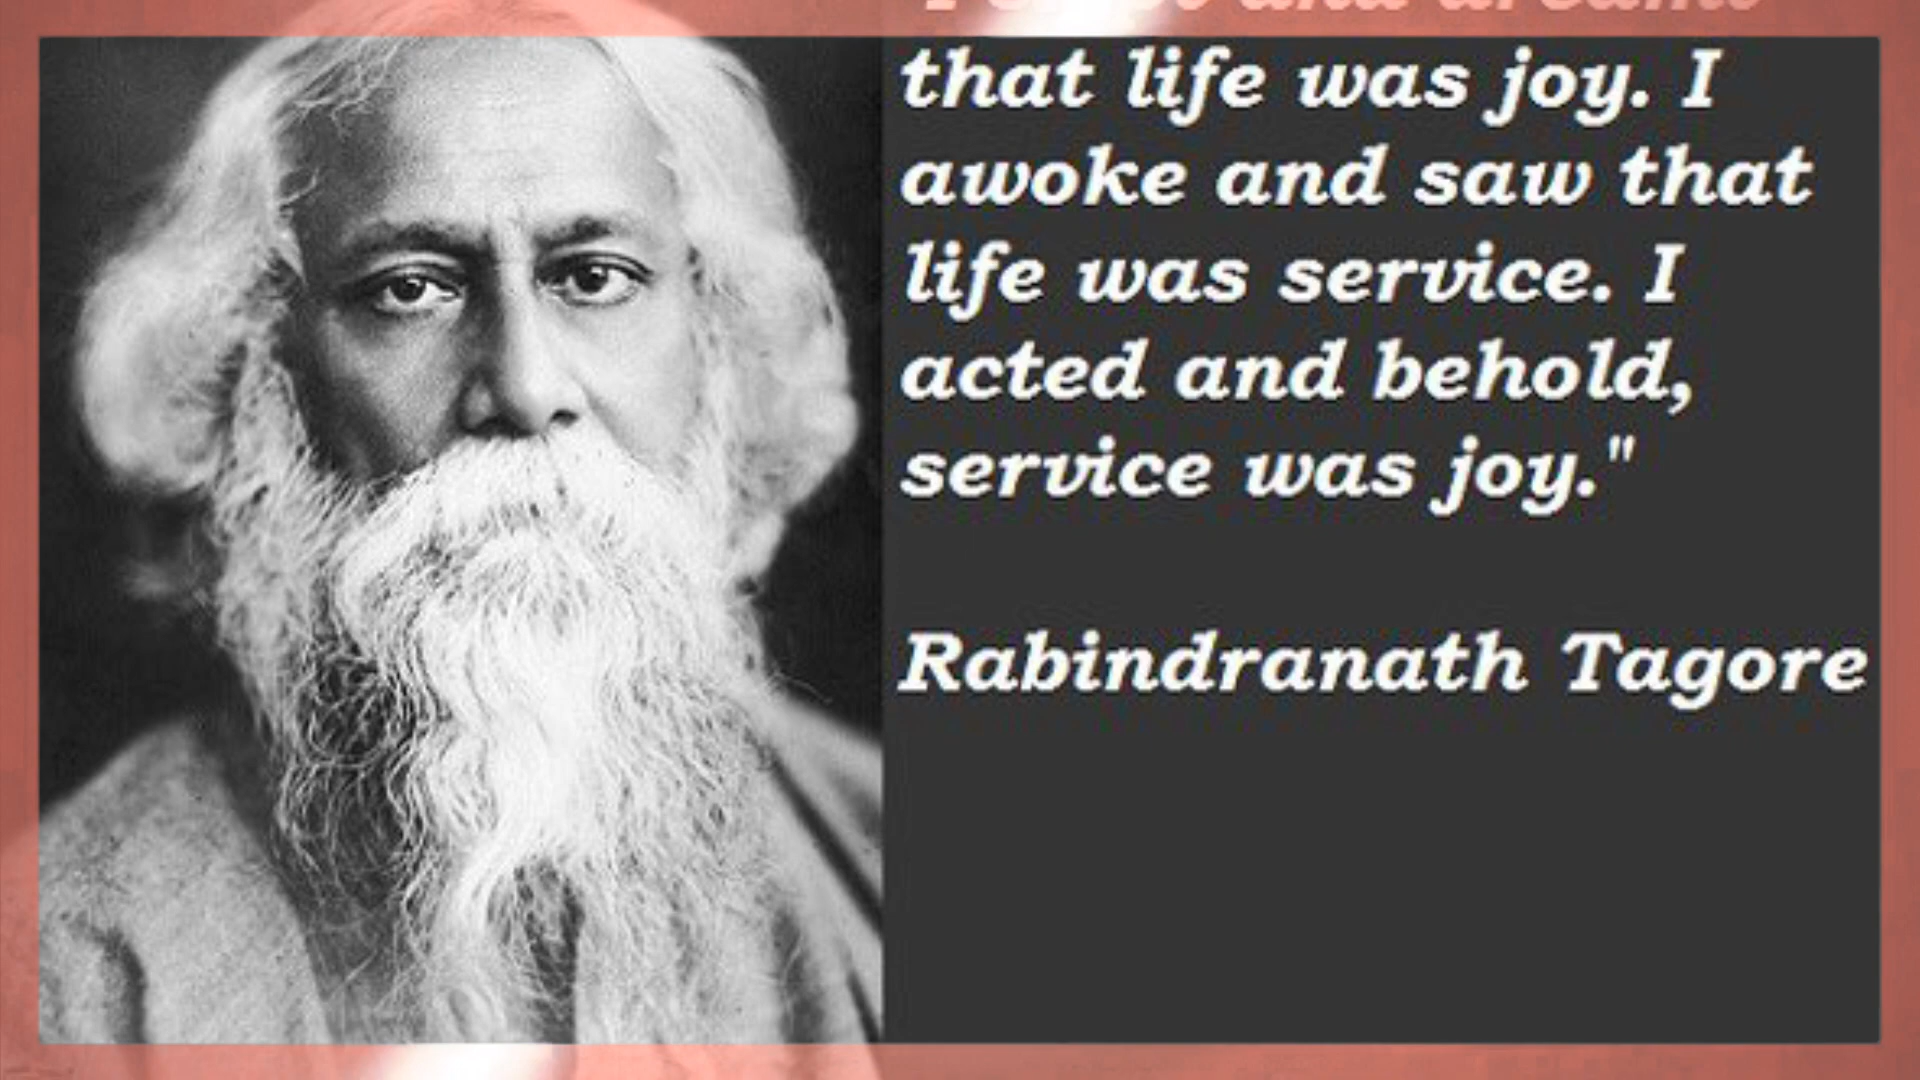 and
that life was joy. I
awoke and saw that
life was service. I
acted and behold,
service was joy."
Rabindranath Tagore